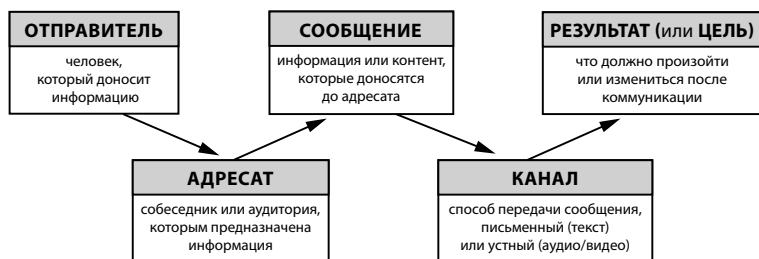 ОТПРАВИТЕЛЬ
человек,
который доносит
информацию
АДРЕСАТ
собеседник или аудитория,
которым предназначена
информация
СООБЩЕНИЕ
информация или контент,
которые доносятся
до адресата
КАНАЛ
способ передачи сообщения,
письменный (текст)
или устный (аудио/видео)
РЕЗУЛЬТАТ (или ЦЕЛЬ)
что должно произойти
или измениться после
коммуникации